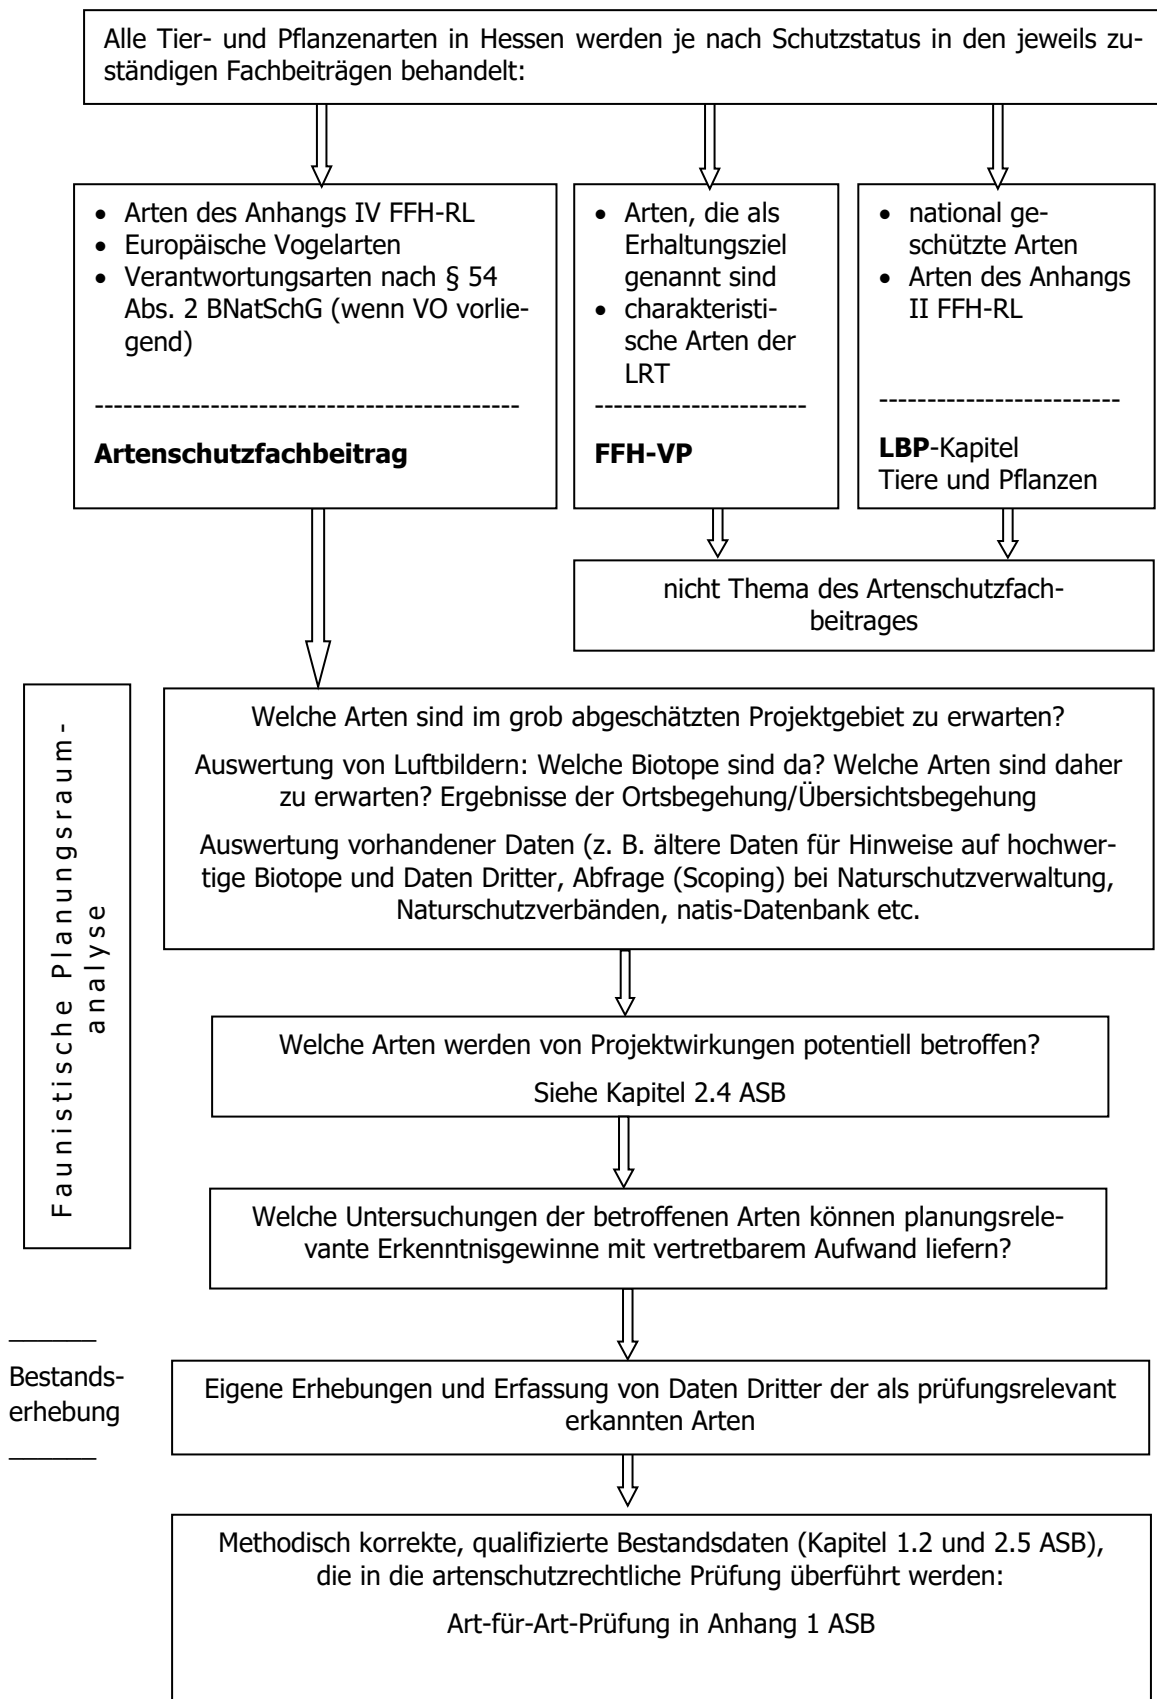 Alle Tier- und Pflanzenarten in Hessen werden je nach Schutzstatus in den jeweils zu-
ständigen Fachbeiträgen behandelt:
• Arten des Anhangs IV FFH-RL
• Europäische Vogelarten
• Verantwortungsarten nach § 54
Abs. 2 BNatSchG (wenn VO vorlie-
gend)
--------------------------------------------
Artenschutzfachbeitrag
• Arten, die als
Erhaltungsziel
genannt sind
• charakteristi-
sche Arten der
LRT
----------------------
FFH-VP
• national ge-
schützte Arten
• Arten des Anhangs
II FFH-RL
-------------------------
LBP-Kapitel
Tiere und Pflanzen
nicht Thema des Artenschutzfach-
beitrages
Faunistische Planungsraum-
analyse
Welche Arten sind im grob abgeschätzten Projektgebiet zu erwarten?
Auswertung von Luftbildern: Welche Biotope sind da? Welche Arten sind daher
zu erwarten? Ergebnisse der Ortsbegehung/Übersichtsbegehung
Auswertung vorhandener Daten (z. B. ältere Daten für Hinweise auf hochwer-
tige Biotope und Daten Dritter, Abfrage (Scoping) bei Naturschutzverwaltung,
Naturschutzverbänden, natis-Datenbank etc.
Welche Arten werden von Projektwirkungen potentiell betroffen?
Siehe Kapitel 2.4 ASB
Welche Untersuchungen der betroffenen Arten können planungsrele-
vante Erkenntnisgewinne mit vertretbarem Aufwand liefern?
Bestands-
erhebung
Eigene Erhebungen und Erfassung von Daten Dritter der als prüfungsrelevant
erkannten Arten
Methodisch korrekte, qualifizierte Bestandsdaten (Kapitel 1.2 und 2.5 ASB),
die in die artenschutzrechtliche Prüfung überführt werden:
Art-für-Art-Prüfung in Anhang 1 ASB